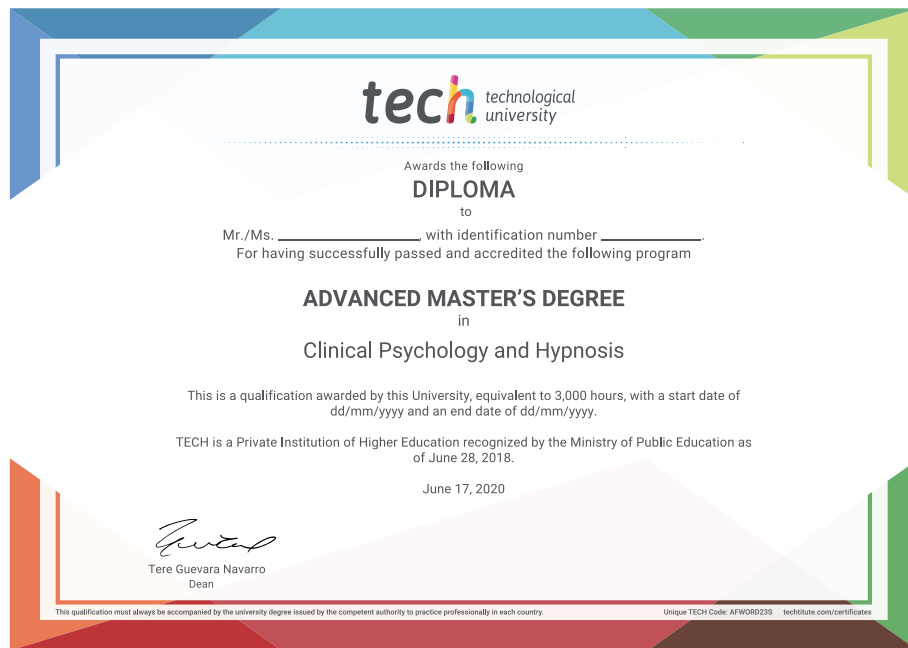 tech technological
university
Awards the following
DIPLOMA
to
Mr./Ms. ____________________, with identification number ______________.
For having successfully passed and accredited the following program
ADVANCED MASTER'S DEGREE
in
Clinical Psychology and Hypnosis
This is a qualification awarded by this University, equivalent to 3,000 hours, with a start date of
dd/mm/yyyy and an end date of dd/mm/yyyy.
TECH is a Private Institution of Higher Education recognized by the Ministry of Public Education as
of June 28, 2018.
June 17, 2020
Tere Guevara Navarro
Dean
This qualification must always be accompanied by the university degree issued by the competent authority to practice professionally in each country. Unique TECH Code: AFWORD23S techtitute.com/certificates